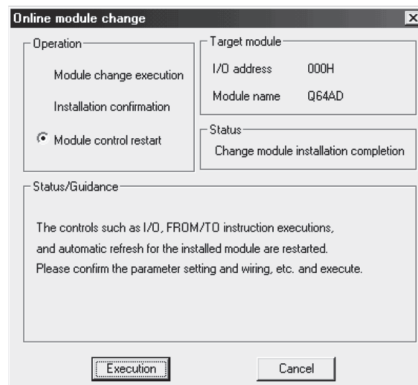 Online module change
Operation
Module change execution
Installation confirmation
Module control restart
Target module
I/O address 000H
Module name Q64AD
Status
Change module installation completion
Status/Guidance
The controls such as I/O, FROM/TO instruction executions,
and automatic refresh for the installed module are restarted.
Please confirm the parameter setting and wiring, etc. and execute.
Execution
Cancel